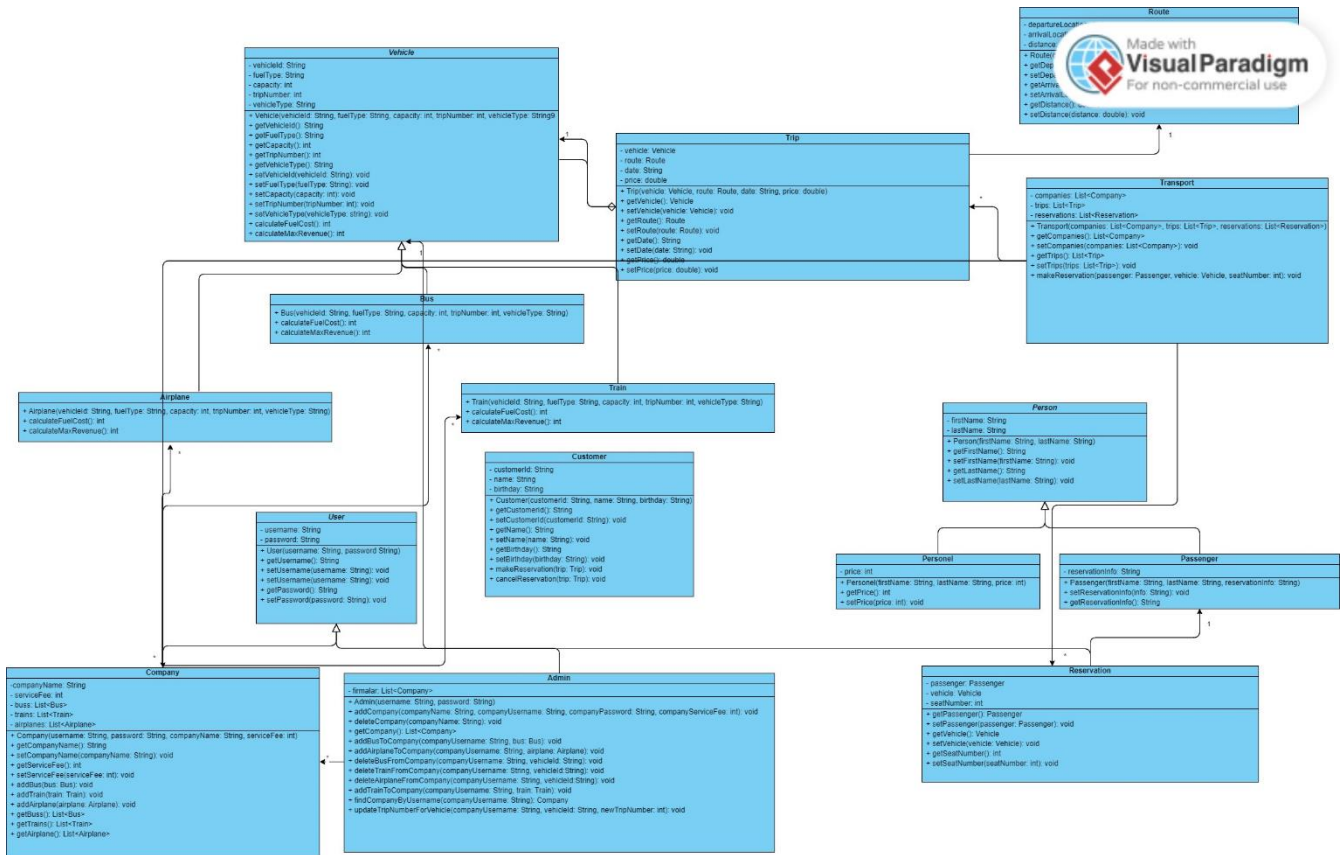 Route
- departureLocati
- arrivalLocati
- distance:
+ Route(
+ getDep
+ setDepa
+ getArriva
+ setArrivalL
+ getDistance():
+ setDistance(distance: double): void
Made with
Visual Paradigm
For non-commercial use
1
Vehicle
- vehicleId: String
- fuelType: String
- capacity: int
- tripNumber: int
- vehicleType: String
+ Vehicle(vehicleId: String, fuelType: String, capacity: int, tripNumber: int, vehicleType: String9
+ getVehicleId(): String
+ getFuelType(): String
+ getCapacity(): int
+ getTripNumber(): int
+ getVehicleType(): String
+ setVehicleId(vehicleId: String): void
+ setFuelType(fuelType: String): void
+ setCapacity(capacity: int): void
+ setTripNumber(tripNumber: int): void
+ setVehicleType(vehicleType: string): void
+ calculateFuelCost(): int
+ calculateMaxRevenue(): int
1
Trip
- vehicle: Vehicle
- route: Route
- date: String
- price: double
+ Trip(vehicle: Vehicle, route: Route, date: String, price: double)
+ getVehicle(): Vehicle
+ setVehicle(vehicle: Vehicle): void
+ getRoute(): Route
+ setRoute(route: Route): void
+ getDate(): String
+ setDate(date: String): void
+ getPrice(): double
+ setPrice(price: double): void
*
Transport
- companies: List<Company>
- trips: List<Trip>
- reservations: List<Reservation>
+ Transport(companies: List<Company>, trips: List<Trip>, reservations: List<Reservation>)
+ getCompanies(): List<Company>
+ setCompanies(companies: List<Company>): void
+ getTrips(): List<Trip>
+ setTrips(trips: List<Trip>): void
+ makeReservation(passenger: Passenger, vehicle: Vehicle, seatNumber: int): void
Bus
+ Bus(vehicleId: String, fuelType: String, capacity: int, tripNumber: int, vehicleType: String)
+ calculateFuelCost(): int
+ calculateMaxRevenue(): int
*
Airplane
+ Airplane(vehicleId: String, fuelType: String, capacity: int, tripNumber: int, vehicleType: String)
+ calculateFuelCost(): int
+ calculateMaxRevenue(): int
*
Train
+ Train(vehicleId: String, fuelType: String, capacity: int, tripNumber: int, vehicleType: String)
+ calculateFuelCost(): int
+ calculateMaxRevenue(): int
*
Person
- firstName: String
- lastName: String
+ Person(firstName: String, lastName: String)
+ getFirstName(): String
+ setFirstName(firstName: String): void
+ getLastName(): String
+ setLastName(lastName: String): void
Customer
- customerId: String
- name: String
- birthday: String
+ Customer(customerId: String, name: String, birthday: String)
+ getCustomerId(): String
+ setCustomerId(customerId: String): void
+ getName(): String
+ setName(name: String): void
+ getBirthday(): String
+ setBirthday(birthday: String): void
+ makeReservation(trip: Trip): void
+ cancelReservation(trip: Trip): void
User
- username: String
- password: String
+ User(username: String, password String)
+ getUsername(): String
+ setUsername(username: String): void
+ setUsername(username: String): void
+ getPassword(): String
+ setPassword(password: String): void
Personel
- price: int
+ Personel(firstName: String, lastName: String, price: int)
+ getPrice(): int
+ setPrice(price: int): void
Passenger
- reservationInfo: String
+ Passenger(firstName: String, lastName: String, reservationInfo: String)
+ setReservationInfo(info: String): void
+ getReservationInfo(): String
1
*
Company
-companyName: String
- serviceFee: int
- buss: List<Bus>
- trains: List<Train>
- airplanes: List<Airplane>
+ Company(username: String, password: String, companyName: String, serviceFee: int)
+ getCompanyName(): String
+ setCompanyName(companyName: String): void
+ getServiceFee(): int
+ setServiceFee(serviceFee: int): void
+ addBus(bus: Bus): void
+ addTrain(train: Train): void
+ addAirplane(airplane: Airplane): void
+ getBuss(): List<Bus>
+ getTrains(): List<Train>
+ getAirplane(): List<Airplane>
*
Admin
- firmalar: List<Company>
+ Admin(username: String, password: String)
+ addCompany(companyName: String, companyUsername: String, companyPassword: String, companyServiceFee: int): void
+ deleteCompany(companyName: String): void
+ getCompany(): List<Company>
+ addBusToCompany(companyUsername: String, bus: Bus): void
+ addAirplaneToCompany(companyUsername: String, airplane: Airplane): void
+ deleteBusFromCompany(companyUsername: String, vehicleId: String): void
+ deleteTrainFromCompany(companyUsername: String, vehicleId:String): void
+ deleteAirplaneFromCompany(companyUsername: String, vehicleId:String): void
+ addTrainToCompany(companyUsername: String, train: Train): void
+ findCompanyByUsername(companyUsername: String): Company
+ updateTripNumberForVehicle(companyUsername: String, vehicleId: String, newTripNumber: int): void
*
Reservation
- passenger: Passenger
- vehicle: Vehicle
- seatNumber: int
+ getPassenger(): Passenger
+ setPassenger(passenger: Passenger): void
+ getVehicle(): Vehicle
+ setVehicle(vehicle: Vehicle): void
+ getSeatNumber(): int
+ setSeatNumber(seatNumber: int): void